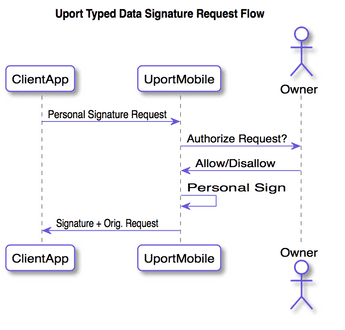 Uport Typed Data Signature Request Flow
ClientApp
UportMobile
Owner
Personal Signature Request
Authorize Request?
Allow/Disallow
Personal Sign
Signature + Orig. Request
ClientApp
UportMobile
Owner